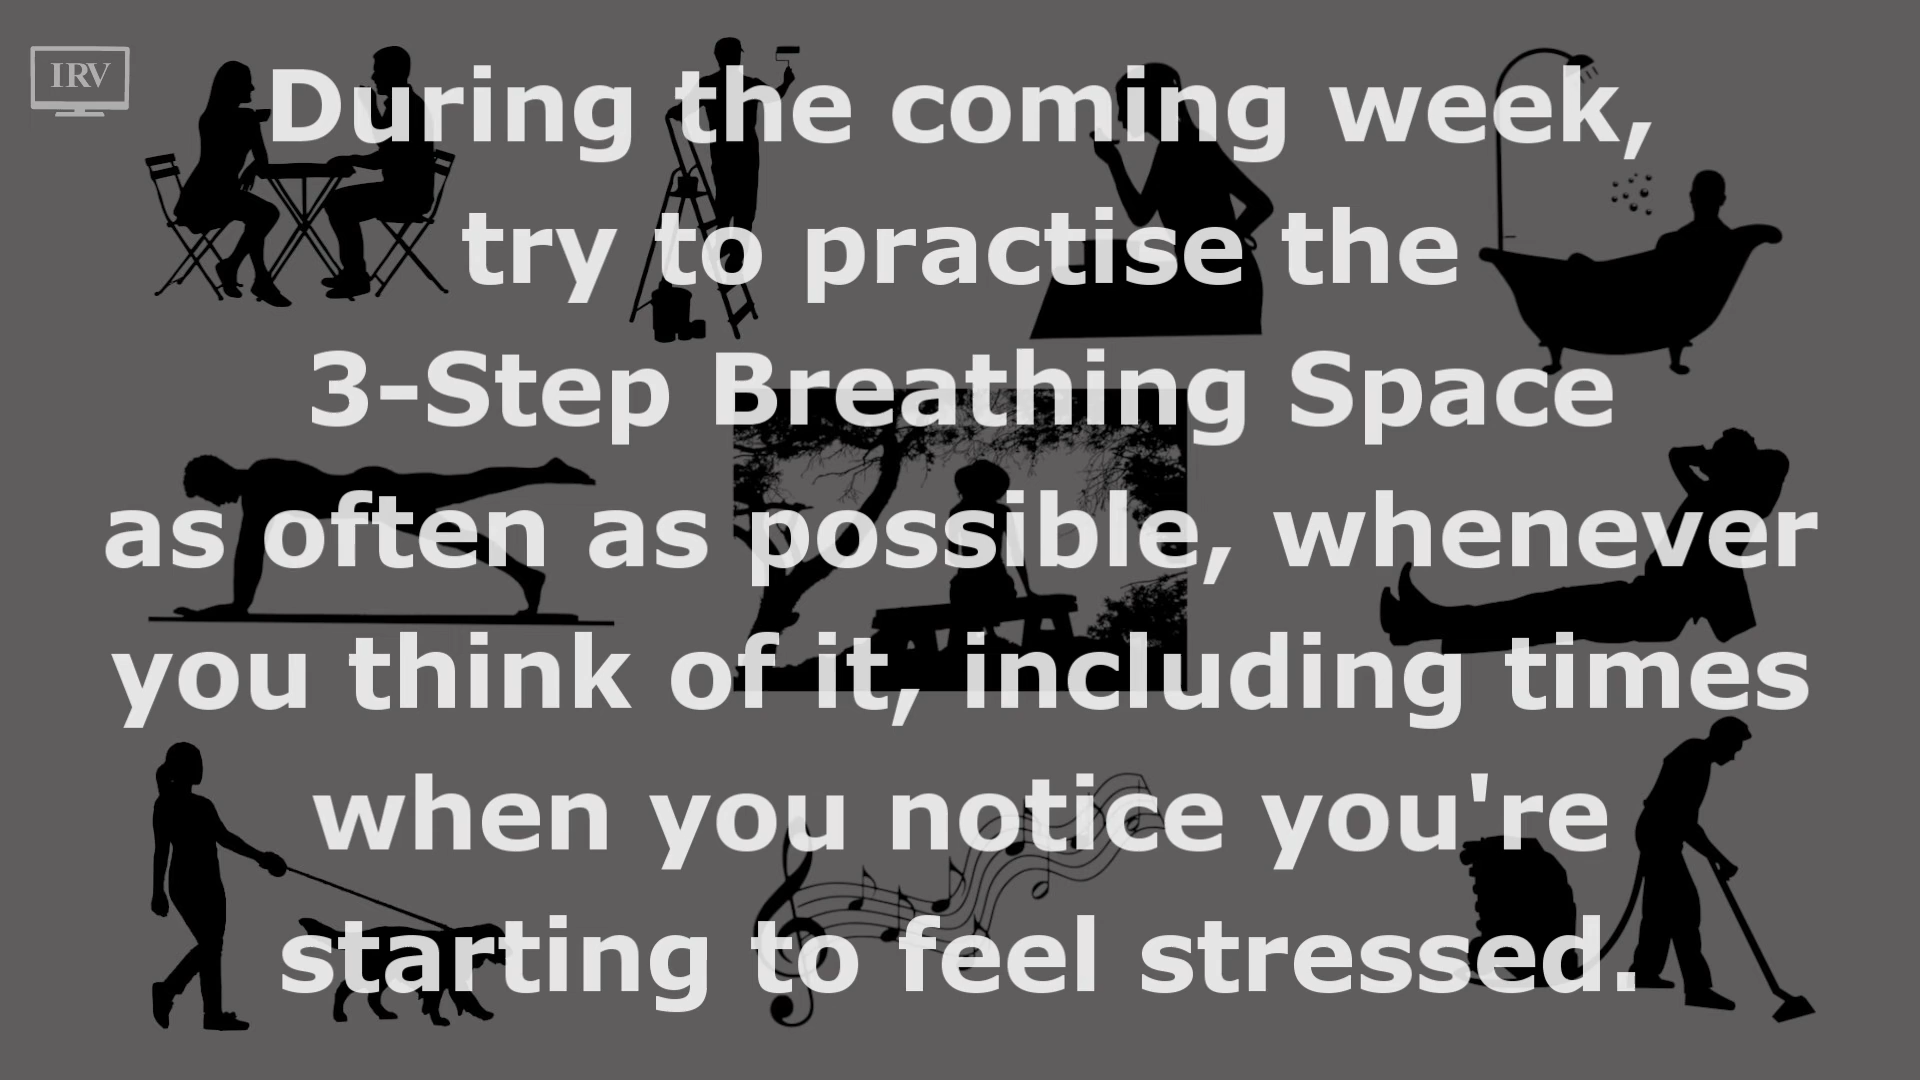 IRV
During the coming week,
try to practise the
3-Step Breathing Space
as often as possible, whenever
you think of it, including times
when you notice you're
starting to feel stressed.